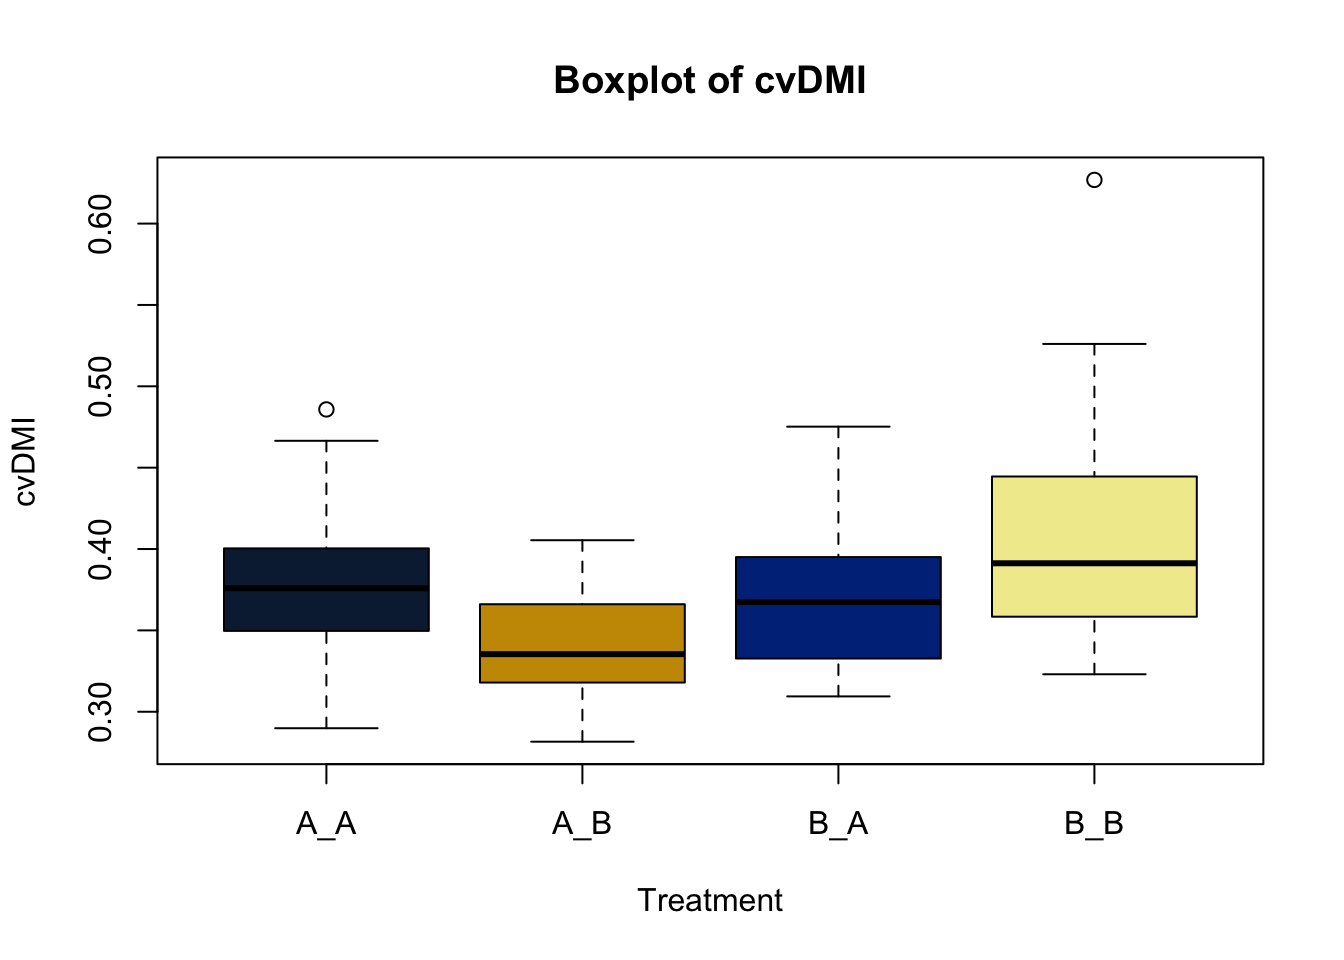 Boxplot of cvDMI
cvDMI
0.60
0.50
0.40
0.30
A_A
A_B
B_A
B_B
Treatment